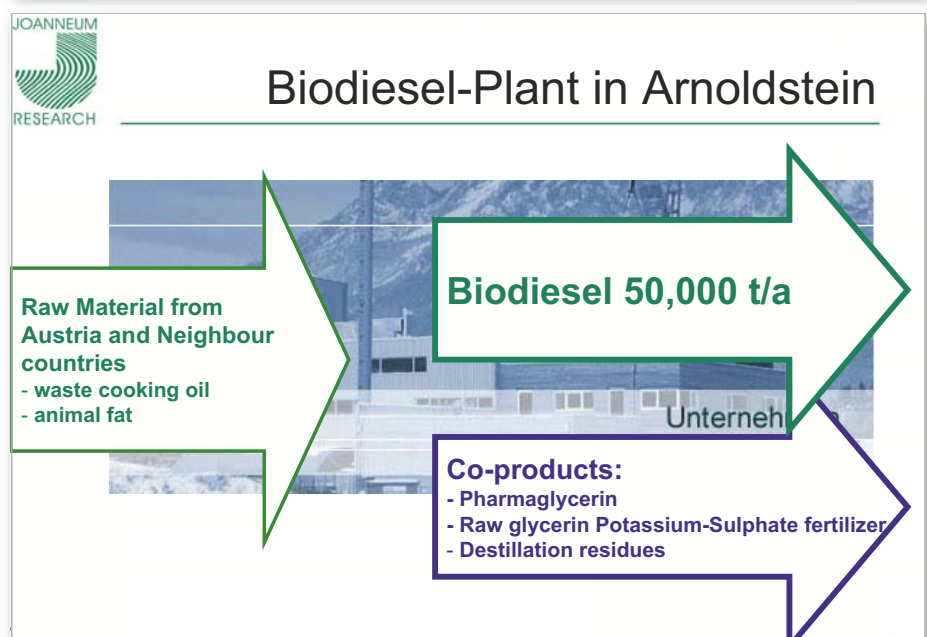 JOANNEUM
RESEARCH
Biodiesel-Plant in Arnoldstein
Raw Material from
Austria and Neighbour
countries
- waste cooking oil
- animal fat
Biodiesel 50,000 t/a
Unterneh
Co-products:
- Pharmaglycerin
- Raw glycerin Potassium-Sulphate fertilizer
- Destillation residues